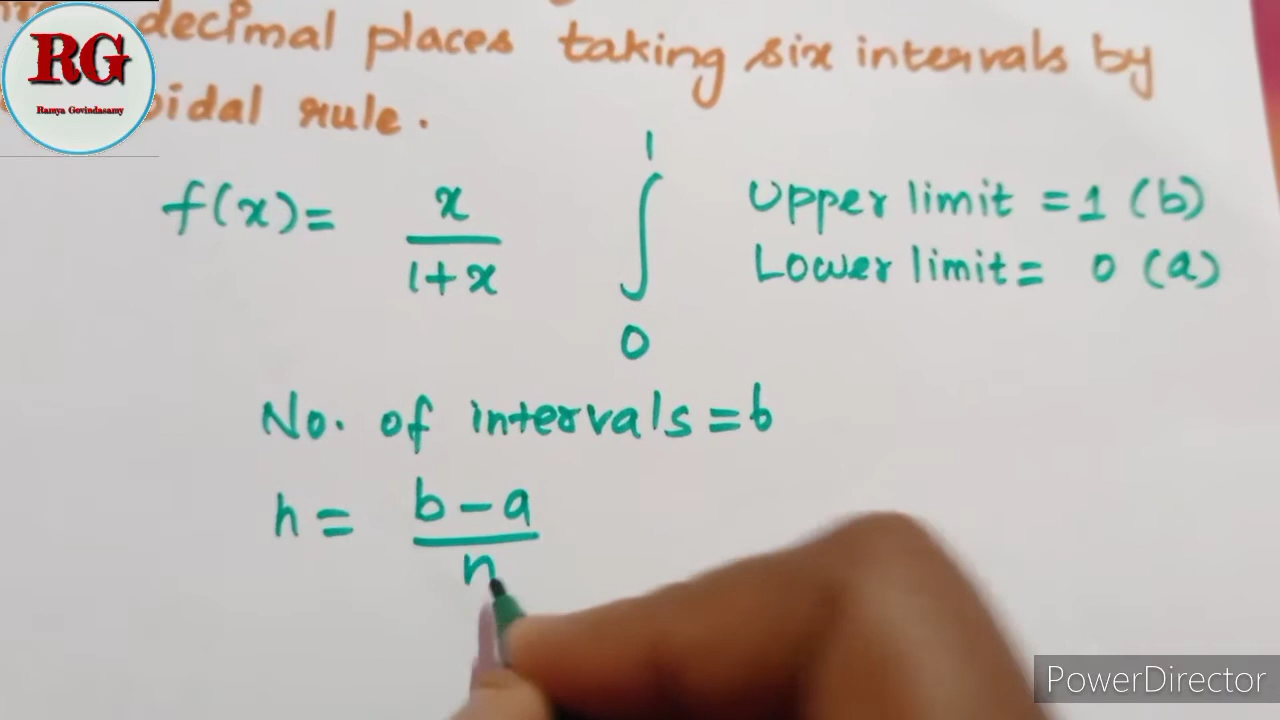 decimal places taking six intervals by
RG
Ramya Govindasamy
oidal rule.
f(x) = x / 1+x ∫ 1 0 Upper limit = 1 (b)
Lower limit = 0 (a)
No. of intervals = 6
h = b - a / n
PowerDirector